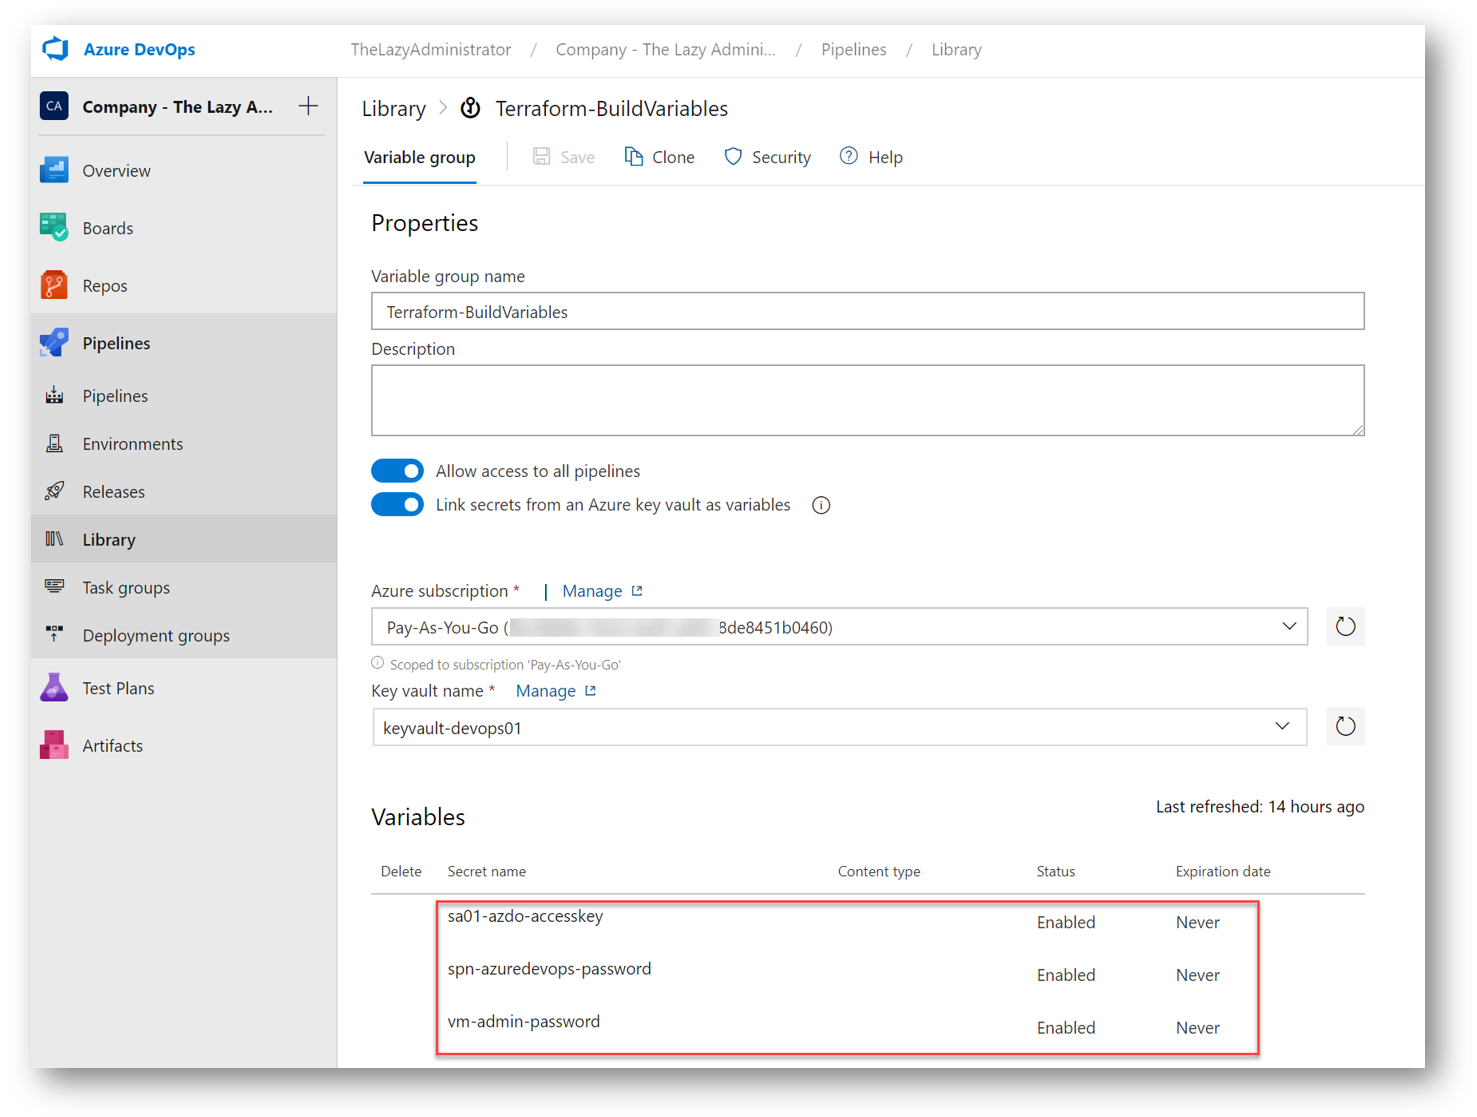 Azure DevOps
TheLazyAdministrator / Company - The Lazy Admini... / Pipelines / Library
CA Company - The Lazy A...
Overview
Boards
Repos
Pipelines
Pipelines
Environments
Releases
Library
Task groups
Deployment groups
Test Plans
Artifacts
Library > Terraform-BuildVariables
Variable group Save Clone Security Help
Properties
Variable group name
Terraform-BuildVariables
Description
Allow access to all pipelines
Link secrets from an Azure key vault as variables
Azure subscription * | Manage
Pay-As-You-Go ( 8de8451b0460)
Scoped to subscription 'Pay-As-You-Go'
Key vault name * Manage
keyvault-devops01
Variables
Last refreshed: 14 hours ago
Delete Secret name Content type Status Expiration date
sa01-azdo-accesskey Enabled Never
spn-azuredevops-password Enabled Never
vm-admin-password Enabled Never